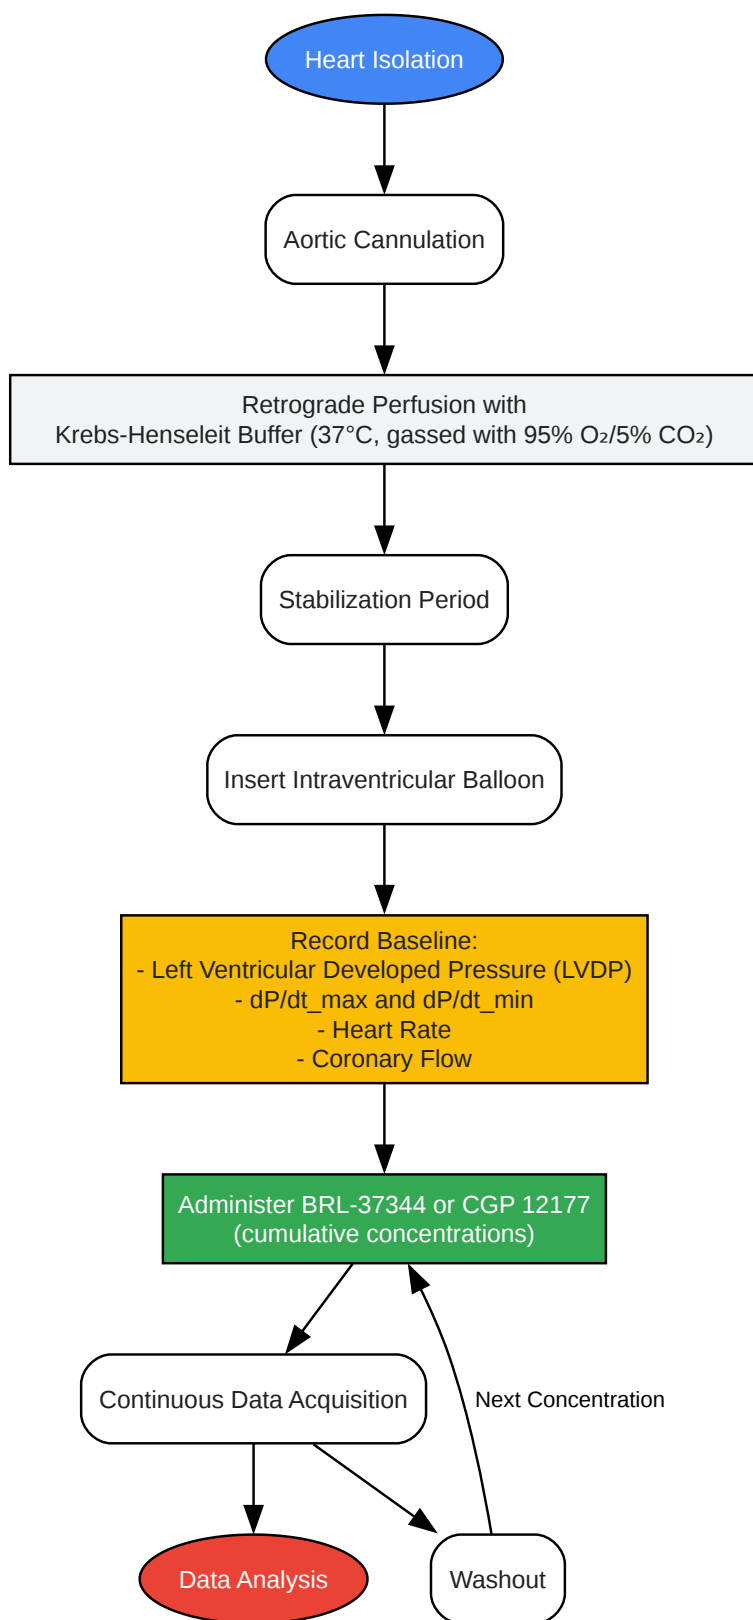 Heart Isolation
Aortic Cannulation
Retrograde Perfusion with
Krebs-Henseleit Buffer (37°C, gassed with 95% O₂/5% CO₂)
Stabilization Period
Insert Intraventricular Balloon
Record Baseline:
- Left Ventricular Developed Pressure (LVDP)
- dP/dt_max and dP/dt_min
- Heart Rate
- Coronary Flow
Administer BRL-37344 or CGP 12177
(cumulative concentrations)
Continuous Data Acquisition
Next Concentration
Data Analysis
Washout